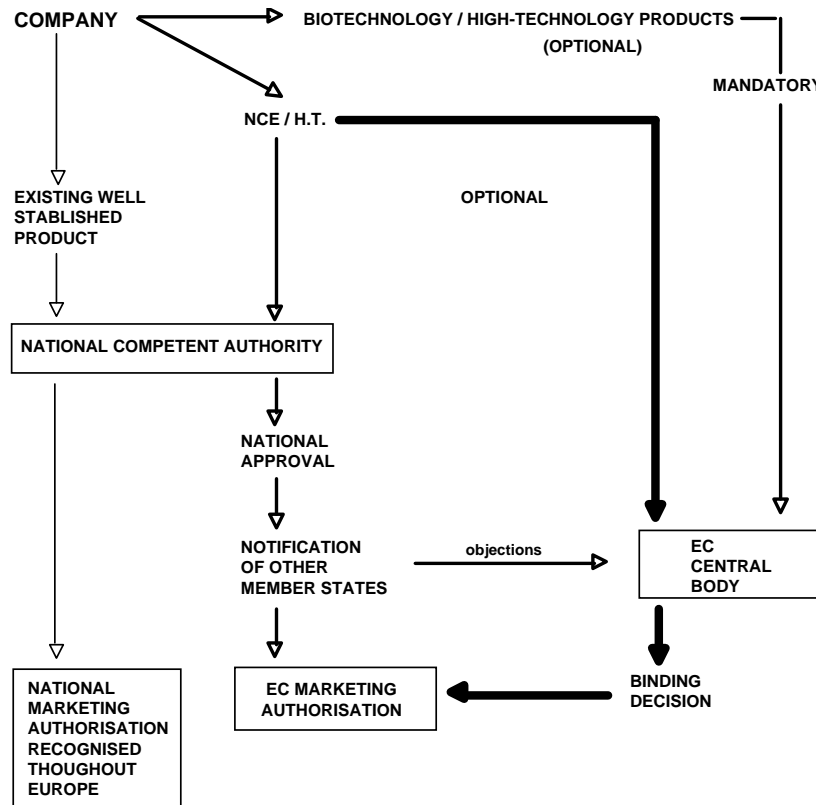 COMPANY
BIOTECHNOLOGY / HIGH-TECHNOLOGY PRODUCTS
(OPTIONAL)
MANDATORY
NCE / H.T.
OPTIONAL
EXISTING WELL
STABLISHED
PRODUCT
NATIONAL COMPETENT AUTHORITY
NATIONAL
APPROVAL
NOTIFICATION
OF OTHER
MEMBER STATES
objections
EC
CENTRAL
BODY
NATIONAL
MARKETING
AUTHORISATION
RECOGNISED
THOUGHOUT
EUROPE
EC MARKETING
AUTHORISATION
BINDING
DECISION